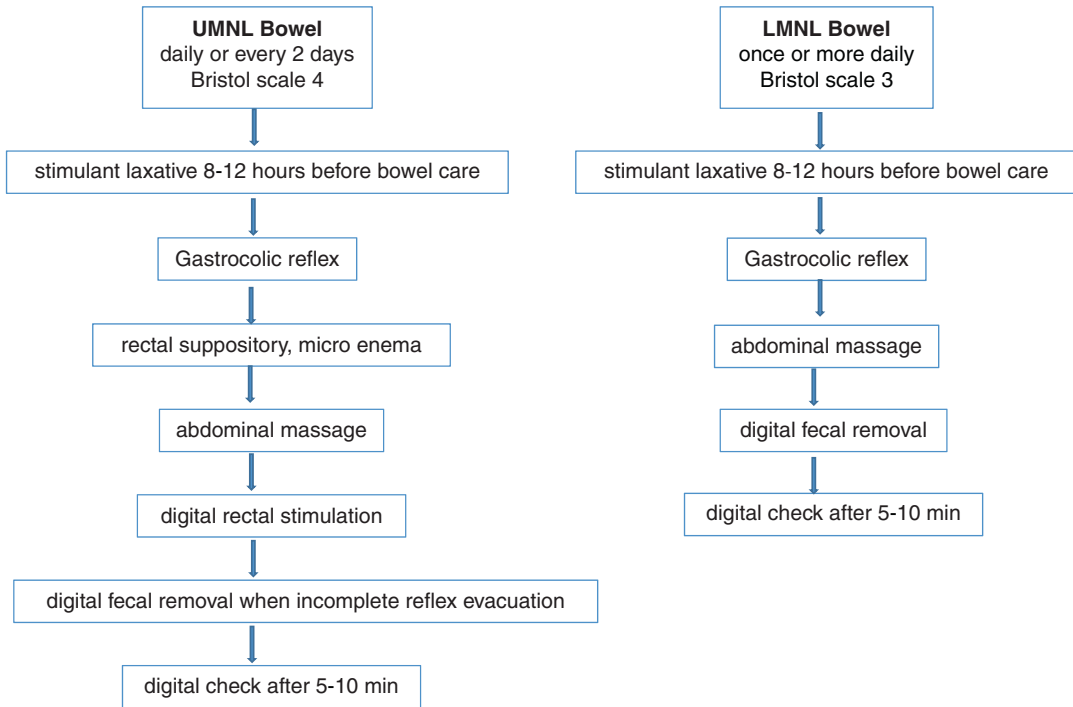 UMNL Bowel
daily or every 2 days
Bristol scale 4
stimulant laxative 8-12 hours before bowel care
Gastrocolic reflex
rectal suppository, micro enema
abdominal massage
digital rectal stimulation
digital fecal removal when incomplete reflex evacuation
digital check after 5-10 min
LMNL Bowel
once or more daily
Bristol scale 3
stimulant laxative 8-12 hours before bowel care
Gastrocolic reflex
abdominal massage
digital fecal removal
digital check after 5-10 min